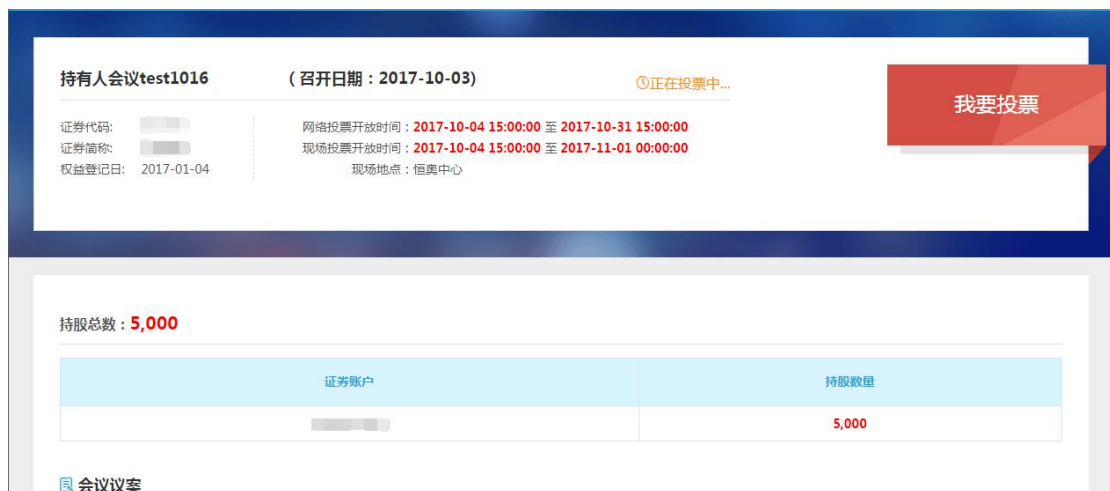 持有人会议test1016 (召开日期：2017-10-03) 正在投票中...
我要投票
证券代码: 网络投票开放时间：2017-10-04 15:00:00 至 2017-10-31 15:00:00
证券简称: 现场投票开放时间：2017-10-04 15:00:00 至 2017-11-01 00:00:00
权益登记日: 2017-01-04 现场地点：恒奥中心
持股总数：5,000
证券账户 持股数量
5,000
会议议案